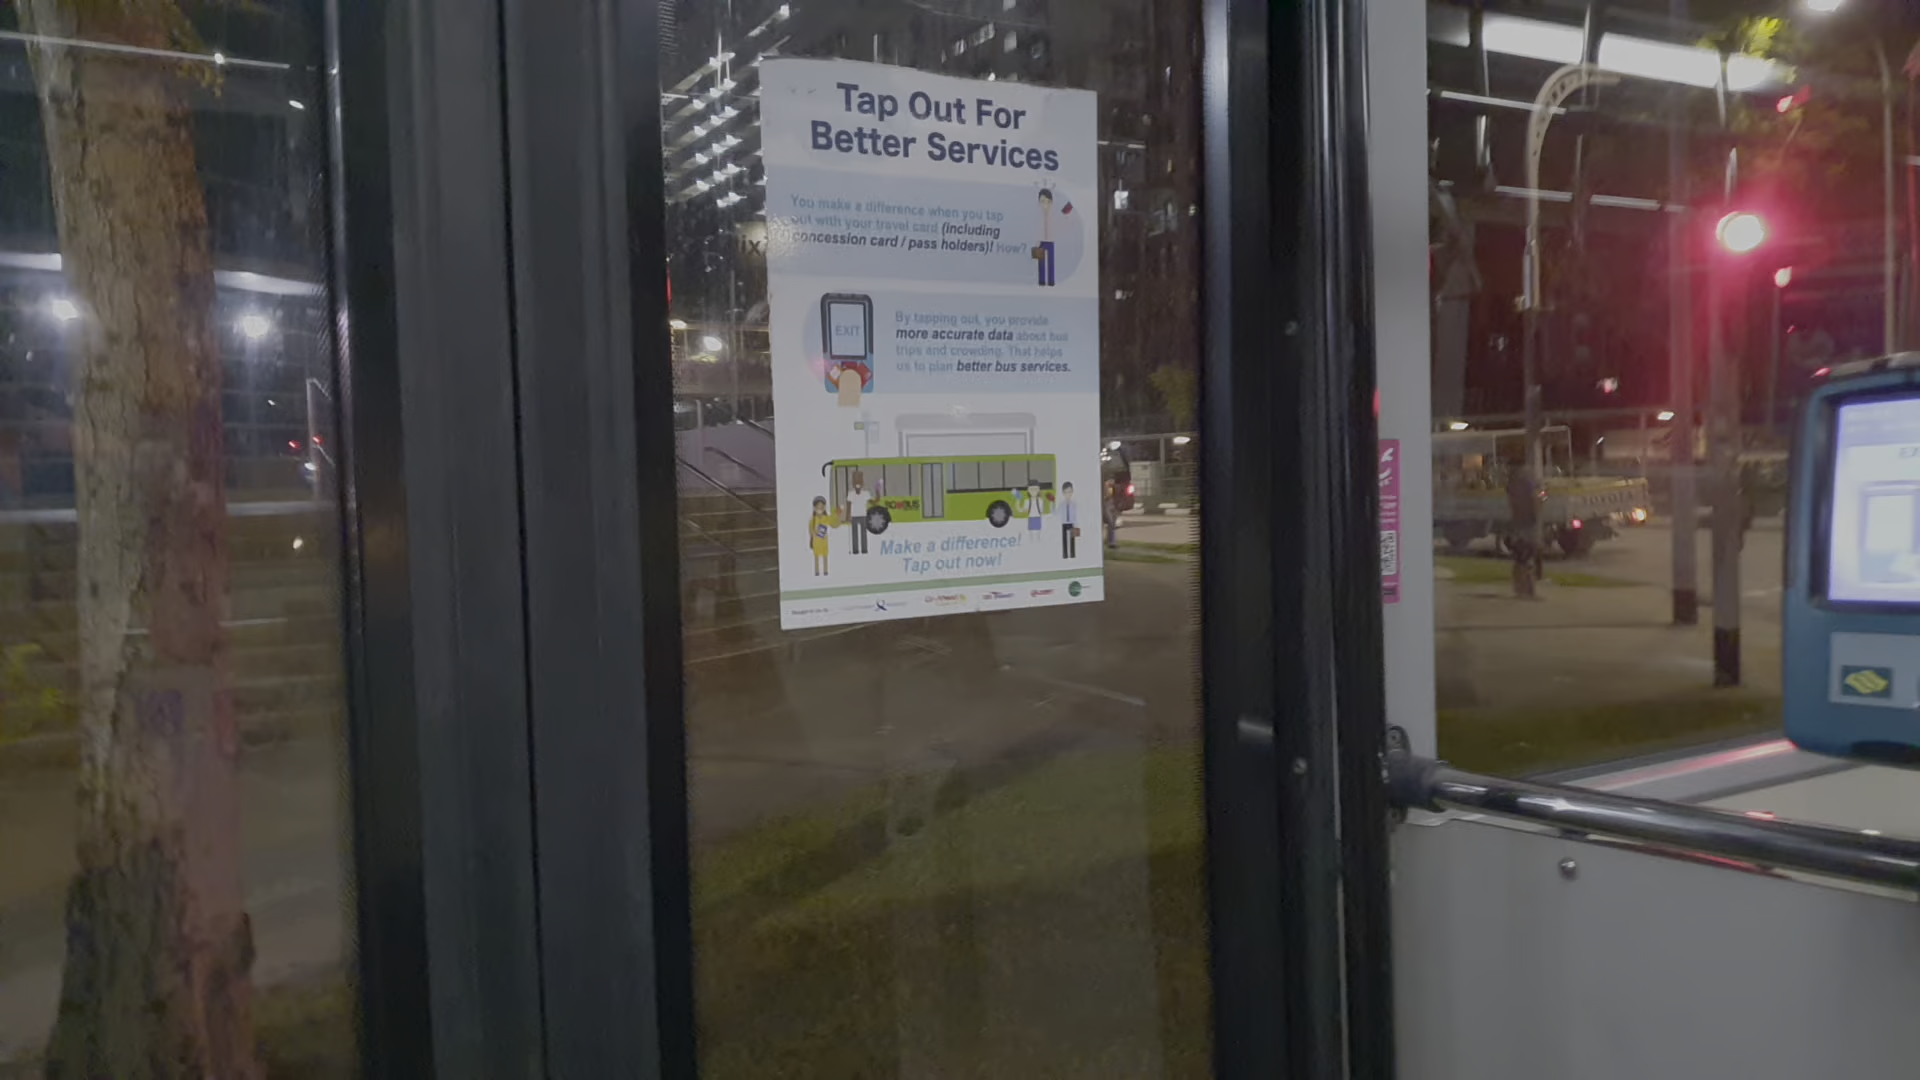 Tap Out For
Better Services
You make a difference when you tap
out with your travel card (including
concession card / pass holders)! How?
EXIT
By tapping out, you provide
more accurate data about bus
trips and crowding. That helps
us to plan better bus services.
Make a difference!
Tap out now!